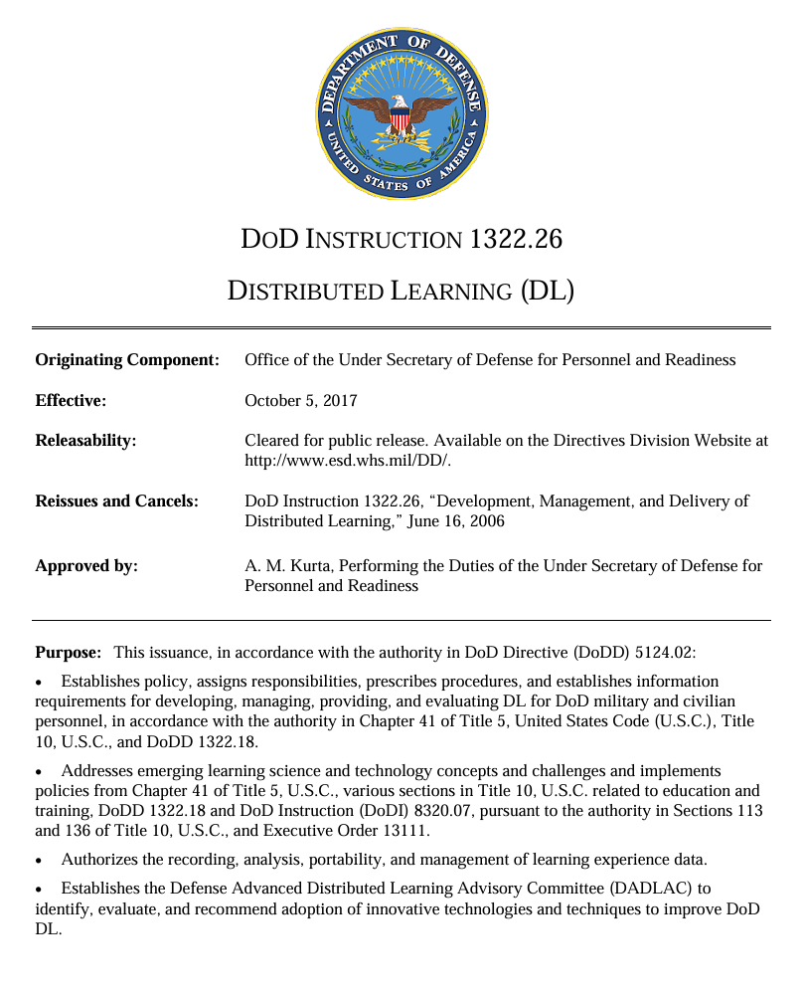 DEPARTMENT OF DEFENSE
UNITED STATES OF AMERICA
DOD INSTRUCTION 1322.26
DISTRIBUTED LEARNING (DL)
Originating Component: Office of the Under Secretary of Defense for Personnel and Readiness
Effective: October 5, 2017
Releasability: Cleared for public release. Available on the Directives Division Website at
http://www.esd.whs.mil/DD/.
Reissues and Cancels: DoD Instruction 1322.26, “Development, Management, and Delivery of
Distributed Learning,” June 16, 2006
Approved by: A. M. Kurta, Performing the Duties of the Under Secretary of Defense for
Personnel and Readiness
Purpose: This issuance, in accordance with the authority in DoD Directive (DoDD) 5124.02:
• Establishes policy, assigns responsibilities, prescribes procedures, and establishes information
requirements for developing, managing, providing, and evaluating DL for DoD military and civilian
personnel, in accordance with the authority in Chapter 41 of Title 5, United States Code (U.S.C.), Title
10, U.S.C., and DoDD 1322.18.
• Addresses emerging learning science and technology concepts and challenges and implements
policies from Chapter 41 of Title 5, U.S.C., various sections in Title 10, U.S.C. related to education and
training, DoDD 1322.18 and DoD Instruction (DoDI) 8320.07, pursuant to the authority in Sections 113
and 136 of Title 10, U.S.C., and Executive Order 13111.
• Authorizes the recording, analysis, portability, and management of learning experience data.
• Establishes the Defense Advanced Distributed Learning Advisory Committee (DADLAC) to
identify, evaluate, and recommend adoption of innovative technologies and techniques to improve DoD
DL.